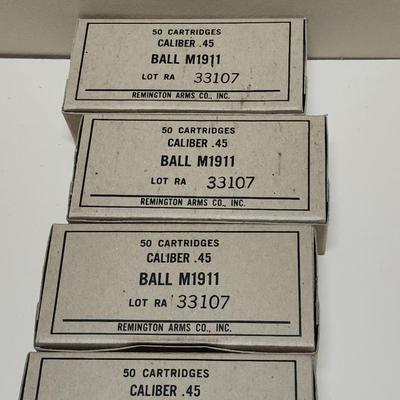 50 CARTRIDGES
CALIBER .45
BALL M1911
LOT RA 33107
REMINGTON ARMS CO., INC.
50 CARTRIDGES
CALIBER .45
BALL M1911
LOT RA 33107
REMINGTON ARMS CO., INC.
50 CARTRIDGES
CALIBER .45
BALL M1911
LOT RA 33107
REMINGTON ARMS CO., INC.
50 CARTRIDGES
CALIBER .45